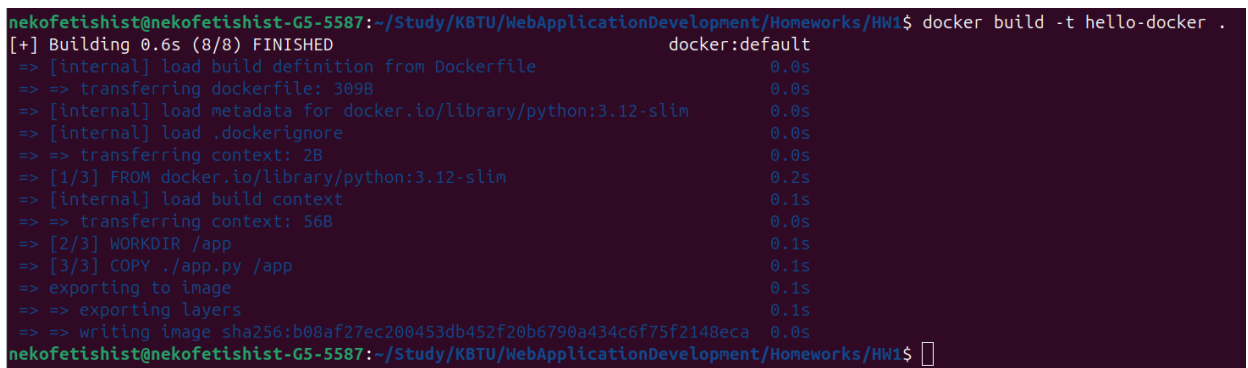 nekofetishist@nekofetishist-G5-5587:~/Study/KBTU/WebApplicationDevelopment/Homeworks/HW1$ docker build -t hello-docker .
[+] Building 0.6s (8/8) FINISHED docker:default
=> [internal] load build definition from Dockerfile 0.0s
=> => transferring dockerfile: 309B 0.0s
=> [internal] load metadata for docker.io/library/python:3.12-slim 0.0s
=> [internal] load .dockerignore 0.0s
=> => transferring context: 2B 0.0s
=> [1/3] FROM docker.io/library/python:3.12-slim 0.2s
=> [internal] load build context 0.1s
=> => transferring context: 56B 0.0s
=> [2/3] WORKDIR /app 0.1s
=> [3/3] COPY ./app.py /app 0.1s
=> exporting to image 0.1s
=> => exporting layers 0.1s
=> => writing image sha256:b08af27ec200453db452f20b6790a434c6f75f2148eca 0.0s
nekofetishist@nekofetishist-G5-5587:~/Study/KBTU/WebApplicationDevelopment/Homeworks/HW1$